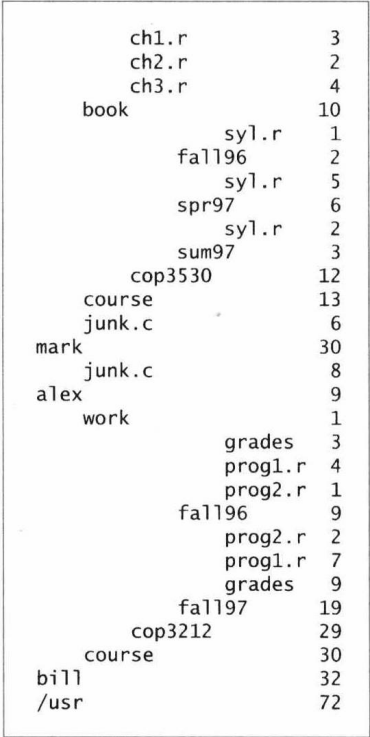 ch1.r 3
ch2.r 2
ch3.r 4
book 10
syl.r 1
fall96 2
syl.r 5
spr97 6
syl.r 2
sum97 3
cop3530 12
course 13
junk.c 6
mark 30
junk.c 8
alex 9
work 1
grades 3
prog1.r 4
prog2.r 1
fall96 9
prog2.r 2
prog1.r 7
grades 9
fall97 19
cop3212 29
course 30
bill 32
/usr 72